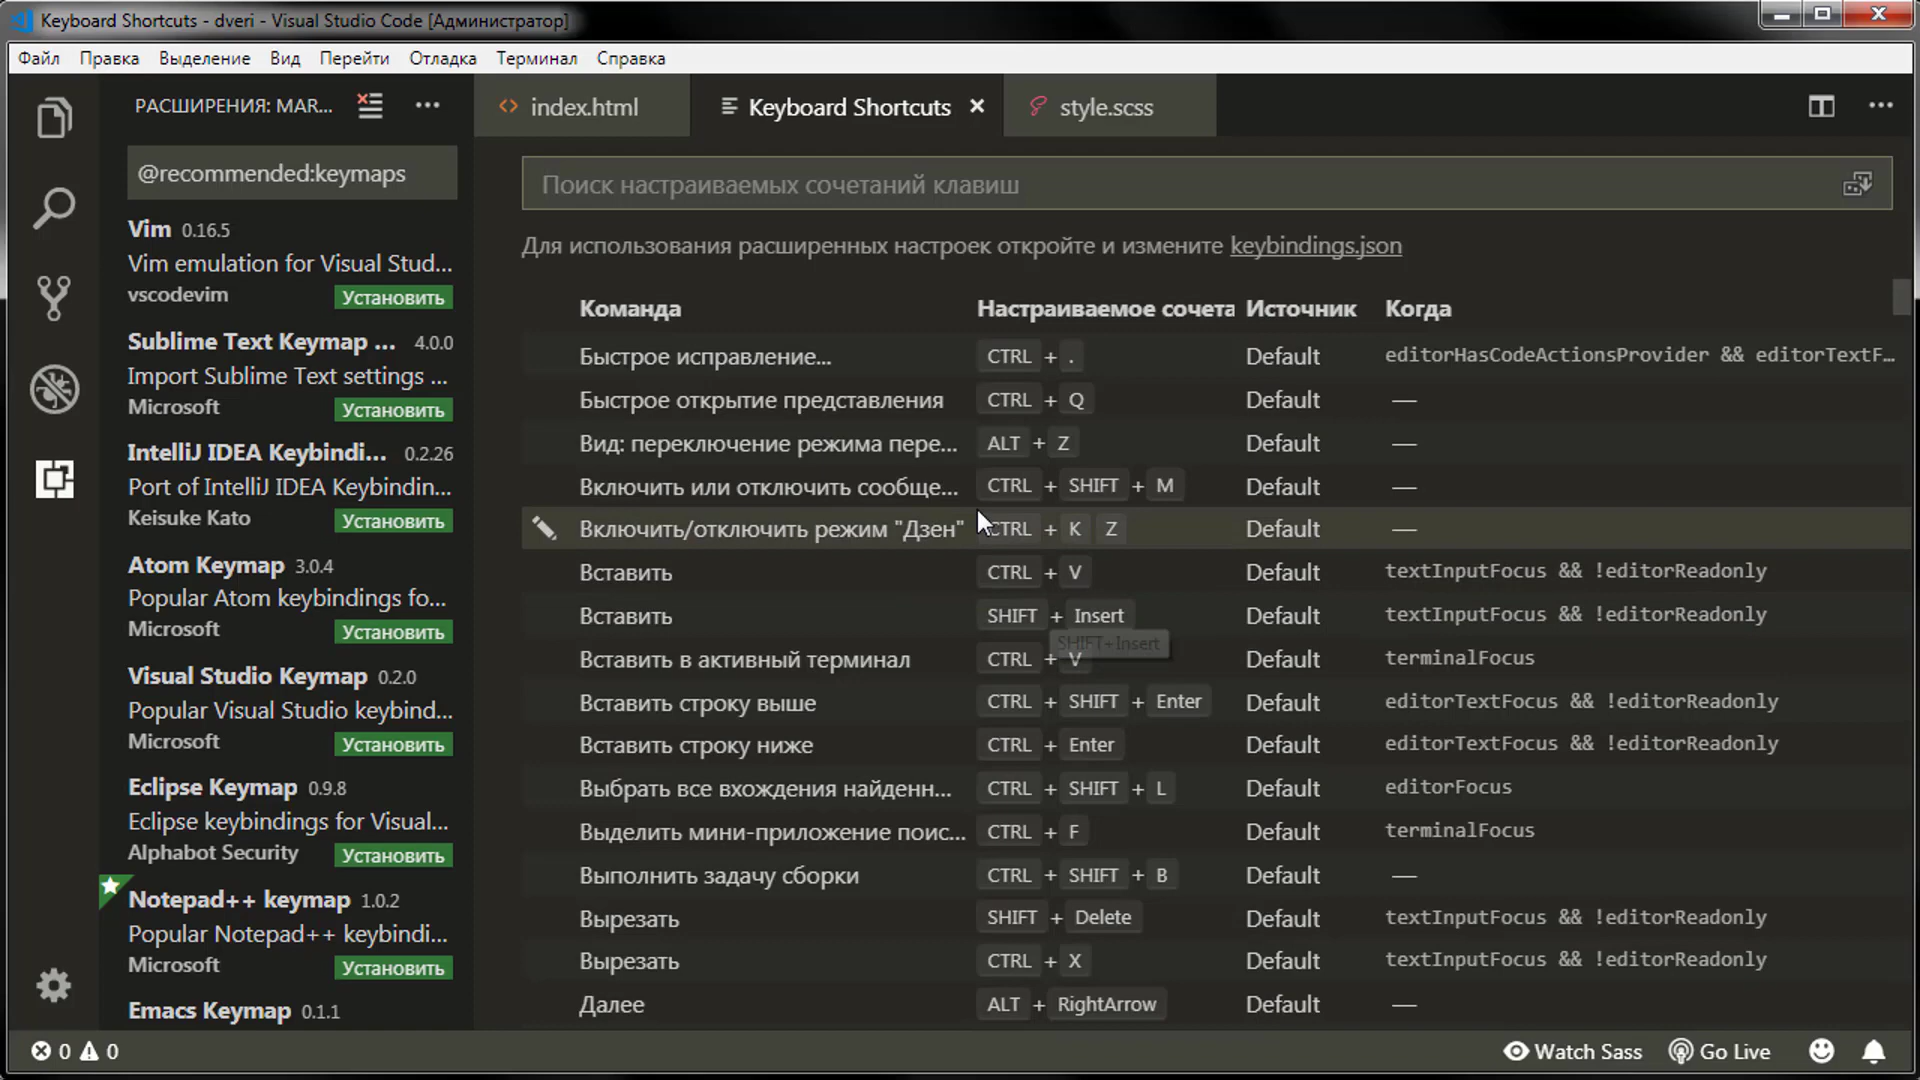 Keyboard Shortcuts - dveri - Visual Studio Code [Администратор]
Файл Правка Выделение Вид Перейти Отладка Терминал Справка
РАСШИРЕНИЯ: MAR...
@recommended:keymaps
Vim 0.16.5
Vim emulation for Visual Stud...
vscodevim Установить
Sublime Text Keymap ... 4.0.0
Import Sublime Text settings ...
Microsoft Установить
IntelliJ IDEA Keybindi... 0.2.26
Port of IntelliJ IDEA Keybindin...
Keisuke Kato Установить
Atom Keymap 3.0.4
Popular Atom keybindings fo...
Microsoft Установить
Visual Studio Keymap 0.2.0
Popular Visual Studio keybind...
Microsoft Установить
Eclipse Keymap 0.9.8
Eclipse keybindings for Visual...
Alphabot Security Установить
Notepad++ keymap 1.0.2
Popular Notepad++ keybindi...
Microsoft Установить
Emacs Keymap 0.1.1
index.html Keyboard Shortcuts style.scss
Поиск настраиваемых сочетаний клавиш
Для использования расширенных настроек откройте и измените keybindings.json
Команда Настраиваемое сочета Источник Когда
Быстрое исправление... CTRL + . Default editorHasCodeActionsProvider && editorTextF...
Быстрое открытие представления CTRL + Q Default —
Вид: переключение режима пере... ALT + Z Default —
Включить или отключить сообще... CTRL + SHIFT + M Default —
Включить/отключить режим "Дзен" CTRL + K Z Default —
Вставить CTRL + V Default textInputFocus && !editorReadonly
Вставить SHIFT + Insert Default textInputFocus && !editorReadonly
SHIFT+Insert
Вставить в активный терминал CTRL + V Default terminalFocus
Вставить строку выше CTRL + SHIFT + Enter Default editorTextFocus && !editorReadonly
Вставить строку ниже CTRL + Enter Default editorTextFocus && !editorReadonly
Выбрать все вхождения найденн... CTRL + SHIFT + L Default editorFocus
Выделить мини-приложение поис... CTRL + F Default terminalFocus
Выполнить задачу сборки CTRL + SHIFT + B Default —
Вырезать SHIFT + Delete Default textInputFocus && !editorReadonly
Вырезать CTRL + X Default textInputFocus && !editorReadonly
Далее ALT + RightArrow Default —
0 0 Watch Sass Go Live